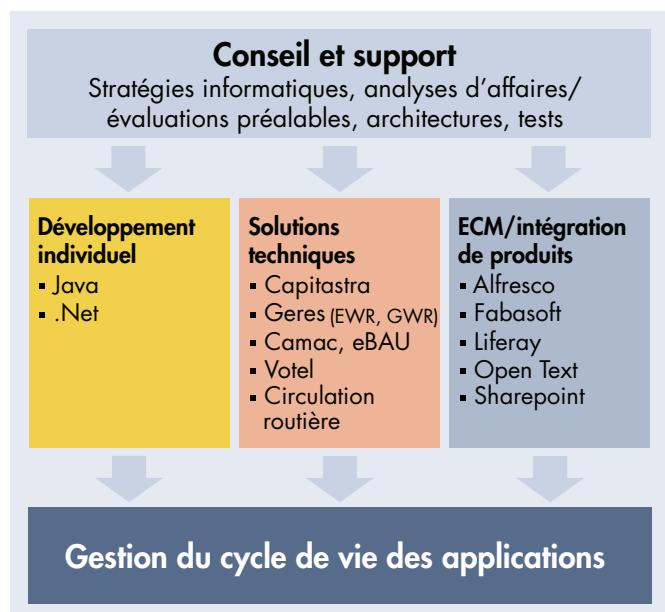 Conseil et support
Stratégies informatiques, analyses d'affaires/
évaluations préalables, architectures, tests
Développement
individuel
▪ Java
▪ .Net
Solutions
techniques
▪ Capitastra
▪ Geres (EWR, GWR)
▪ Camac, eBAU
▪ Votel
▪ Circulation
routière
ECM/intégration
de produits
▪ Alfresco
▪ Fabasoft
▪ Liferay
▪ Open Text
▪ Sharepoint
Gestion du cycle de vie des applications